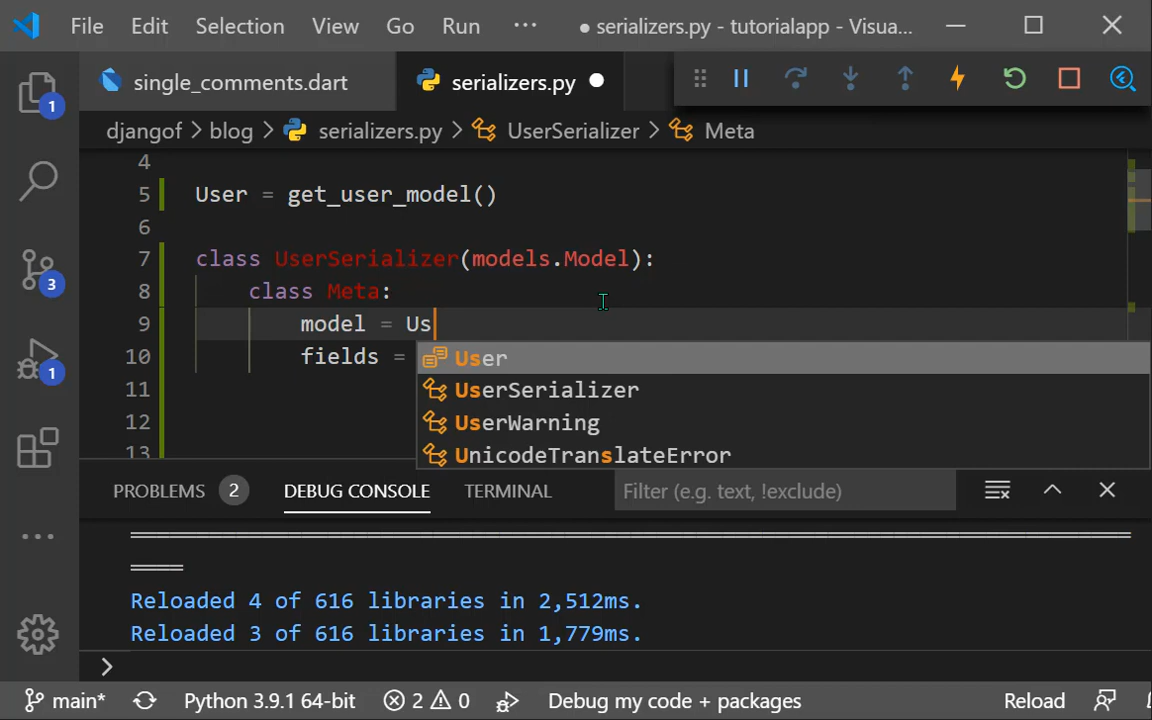 File Edit Selection View Go Run ··· ● serializers.py - tutorialapp - Visua...
single_comments.dart serializers.py ●
djangof > blog > serializers.py > UserSerializer > Meta
4
5 User = get_user_model()
6
7 class UserSerializer(models.Model):
8 class Meta:
9 model = Us
10 fields =
11
12
13
User
UserSerializer
UserWarning
UnicodeTranslateError
1
3
1
PROBLEMS 2 DEBUG CONSOLE TERMINAL Filter (e.g. text, !exclude)
════════════════════════════════════════════════════════════════════════════
════
Reloaded 4 of 616 libraries in 2,512ms.
Reloaded 3 of 616 libraries in 1,779ms.
>
main* Python 3.9.1 64-bit 2 0 Debug my code + packages Reload